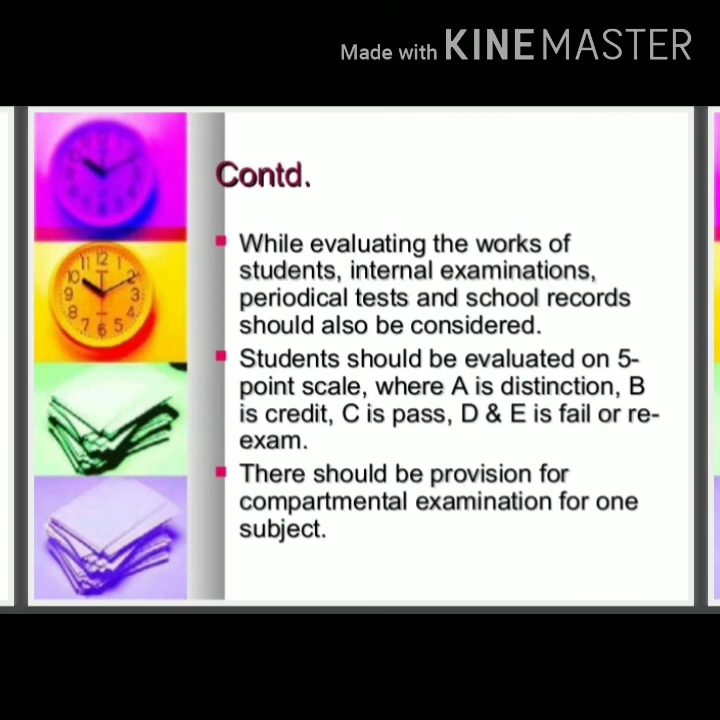 Made with KINEMASTER
Contd.
While evaluating the works of
students, internal examinations,
periodical tests and school records
should also be considered.
Students should be evaluated on 5-
point scale, where A is distinction, B
is credit, C is pass, D & E is fail or re-
exam.
There should be provision for
compartmental examination for one
subject.